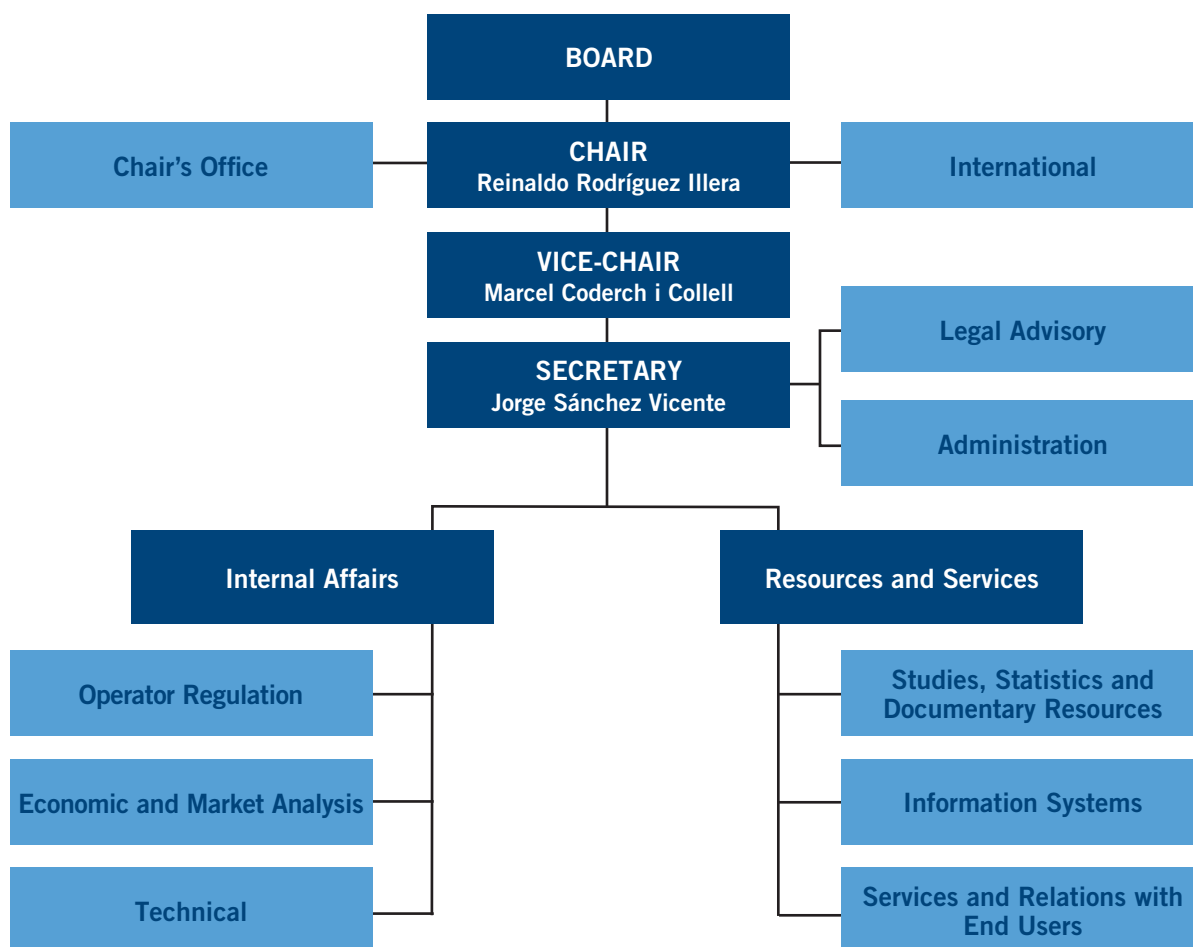 BOARD
Chair's Office
CHAIR
Reinaldo Rodríguez Illera
International
VICE-CHAIR
Marcel Coderch i Collell
Legal Advisory
SECRETARY
Jorge Sánchez Vicente
Administration
Internal Affairs
Resources and Services
Operator Regulation
Studies, Statistics and
Documentary Resources
Economic and Market Analysis
Information Systems
Technical
Services and Relations with
End Users